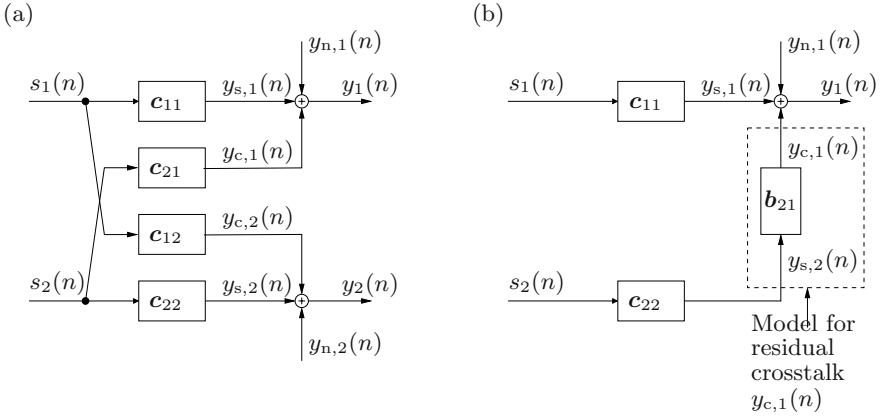 (a)
y_{n,1}(n)
s_1(n)
c_{11}
y_{s,1}(n)
y_1(n)
c_{21}
y_{c,1}(n)
c_{12}
y_{c,2}(n)
s_2(n)
c_{22}
y_{s,2}(n)
y_2(n)
y_{n,2}(n)
(b)
y_{n,1}(n)
s_1(n)
c_{11}
y_{s,1}(n)
y_1(n)
y_{c,1}(n)
b_{21}
y_{s,2}(n)
s_2(n)
c_{22}
Model for
residual
crosstalk
y_{c,1}(n)